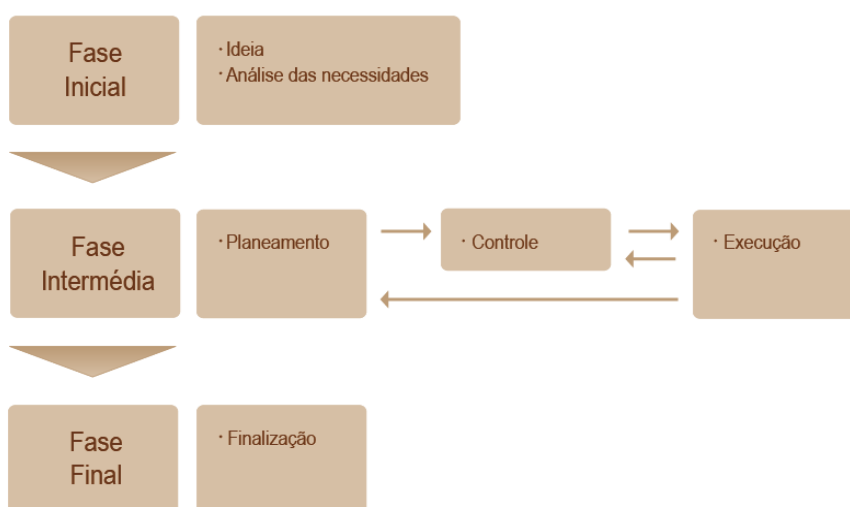 Fase
Inicial
· Ideia
· Análise das necessidades
Fase
Intermédia
· Planeamento
· Controle
· Execução
Fase
Final
· Finalização